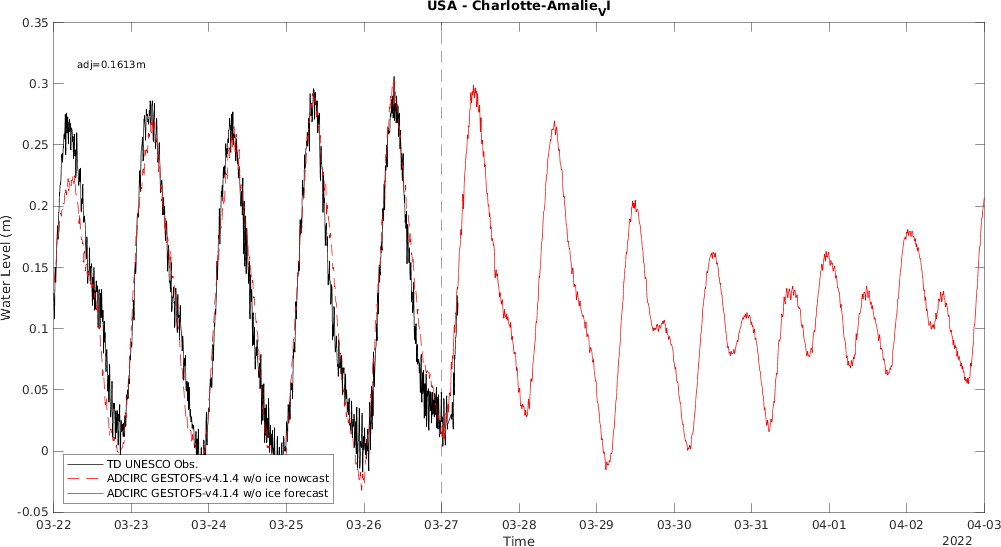 USA - Charlotte-AmalieVI
0.35
0.3
0.25
0.2
0.15
0.1
0.05
0
-0.05
Water Level (m)
adj=0.1613m
TD UNESCO Obs.
ADCIRC GESTOFS-v4.1.4 w/o ice nowcast
ADCIRC GESTOFS-v4.1.4 w/o ice forecast
03-22 03-23 03-24 03-25 03-26 03-27 03-28 03-29 03-30 03-31 04-01 04-02 04-03
Time
2022